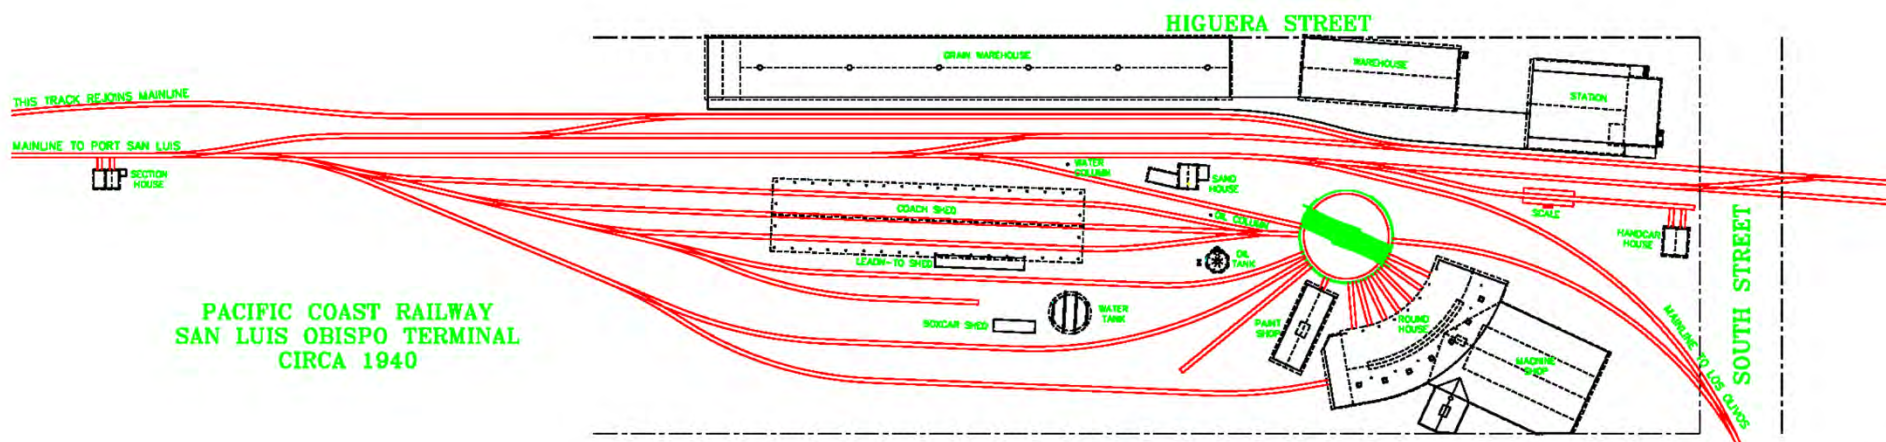 HIGUERA STREET
GRAIN WAREHOUSE
WAREHOUSE
STATION
THIS TRACK REJOINS MAINLINE
MAINLINE TO PORT SAN LUIS
SECTION
HOUSE
WATER
COLUMN
SAND
HOUSE
COACH SHED
OIL COLUMN
SCALE
HANDCAR
HOUSE
LEAN-TO SHED
OIL
TANK
BOXCAR SHED
WATER
TANK
PAINT
SHOP
ROUND
HOUSE
MACHINE
SHOP
MAINLINE TO LOS OLIVOS
SOUTH STREET
PACIFIC COAST RAILWAY
SAN LUIS OBISPO TERMINAL
CIRCA 1940